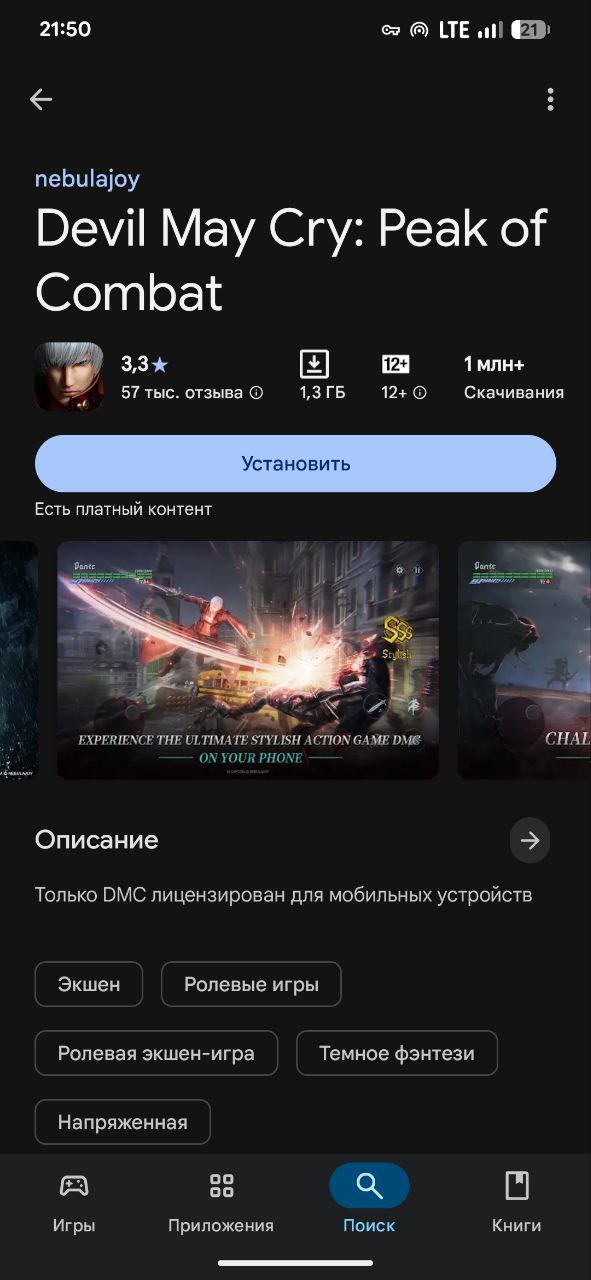 21:50
LTE
21
nebulajoy
Devil May Cry: Peak of
Combat
3,3★
57 тыс. отзыва
1,3 ГБ
12+
12+
1 млн+
Скачивания
Установить
Есть платный контент
Dante
SSS
Stylish
EXPERIENCE THE ULTIMATE STYLISH ACTION GAME DMC
ON YOUR PHONE
Dante
CHAL
Описание
Только DMC лицензирован для мобильных устройств
Экшен
Ролевые игры
Ролевая экшен-игра
Темное фэнтези
Напряженная
Игры
Приложения
Поиск
Книги